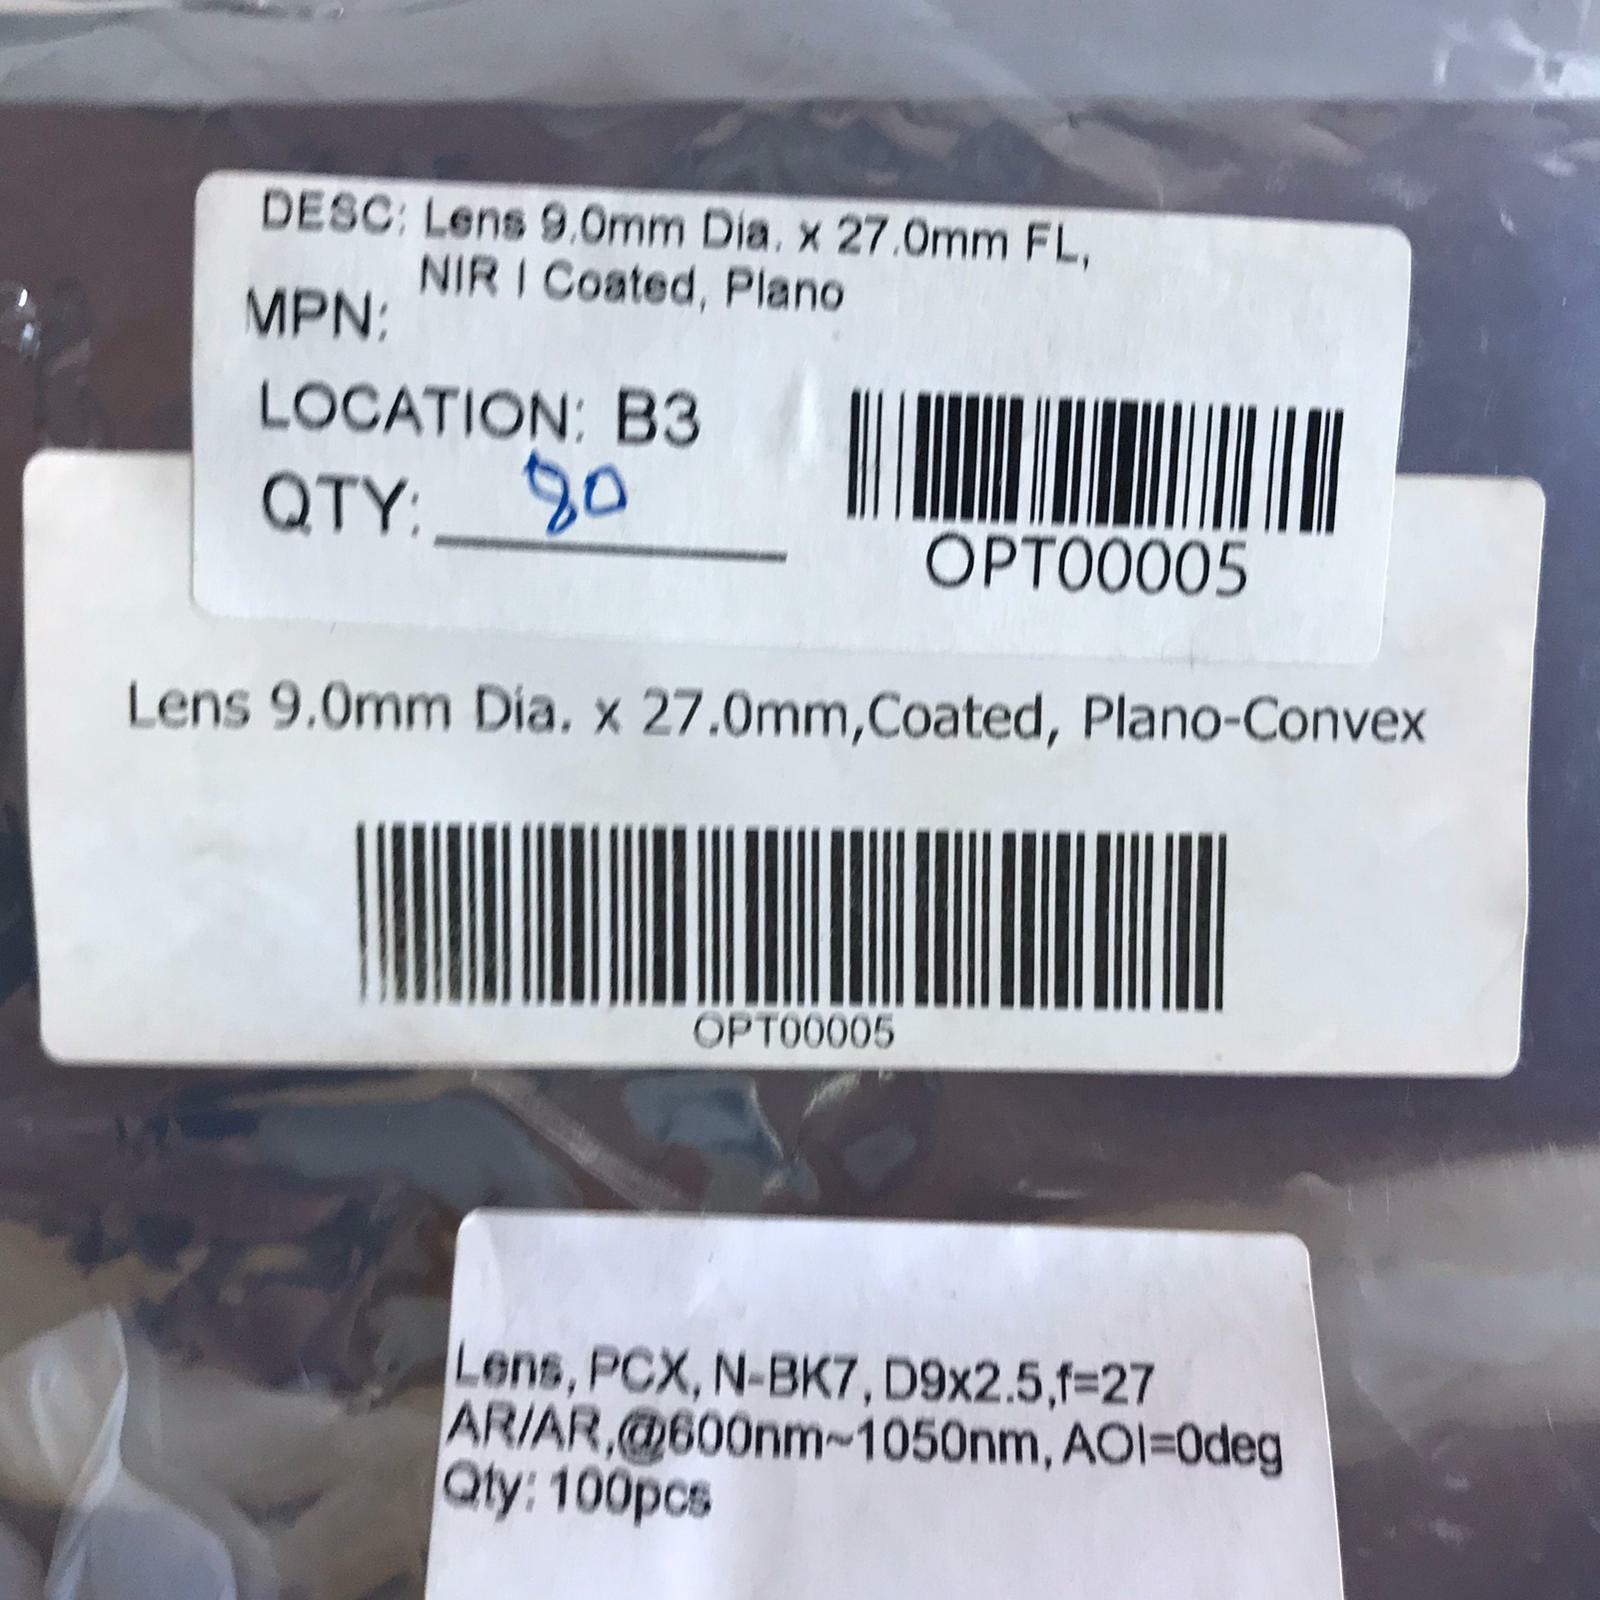 DESC: Lens 9.0mm Dia. x 27.0mm FL,
NIR I Coated, Plano
MPN:
LOCATION: B3
QTY: 80
OPT00005
Lens 9.0mm Dia. x 27.0mm,Coated, Plano-Convex
OPT00005
Lens, PCX, N-BK7, D9x2.5,f=27
AR/AR,@600nm~1050nm, AOI=0deg
Qty: 100pcs